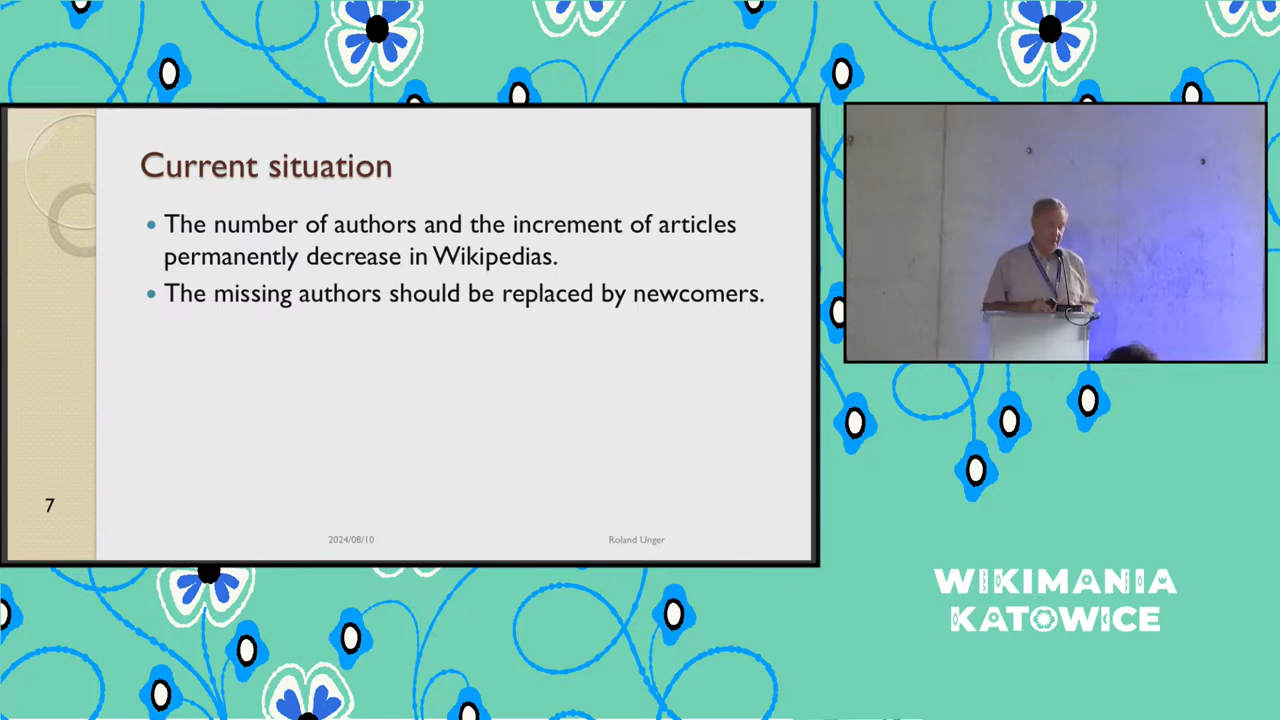 Current situation
• The number of authors and the increment of articles
permanently decrease in Wikipedias.
• The missing authors should be replaced by newcomers.
7
2024/08/10
Roland Unger
WIKIMANIA
KATOWICE